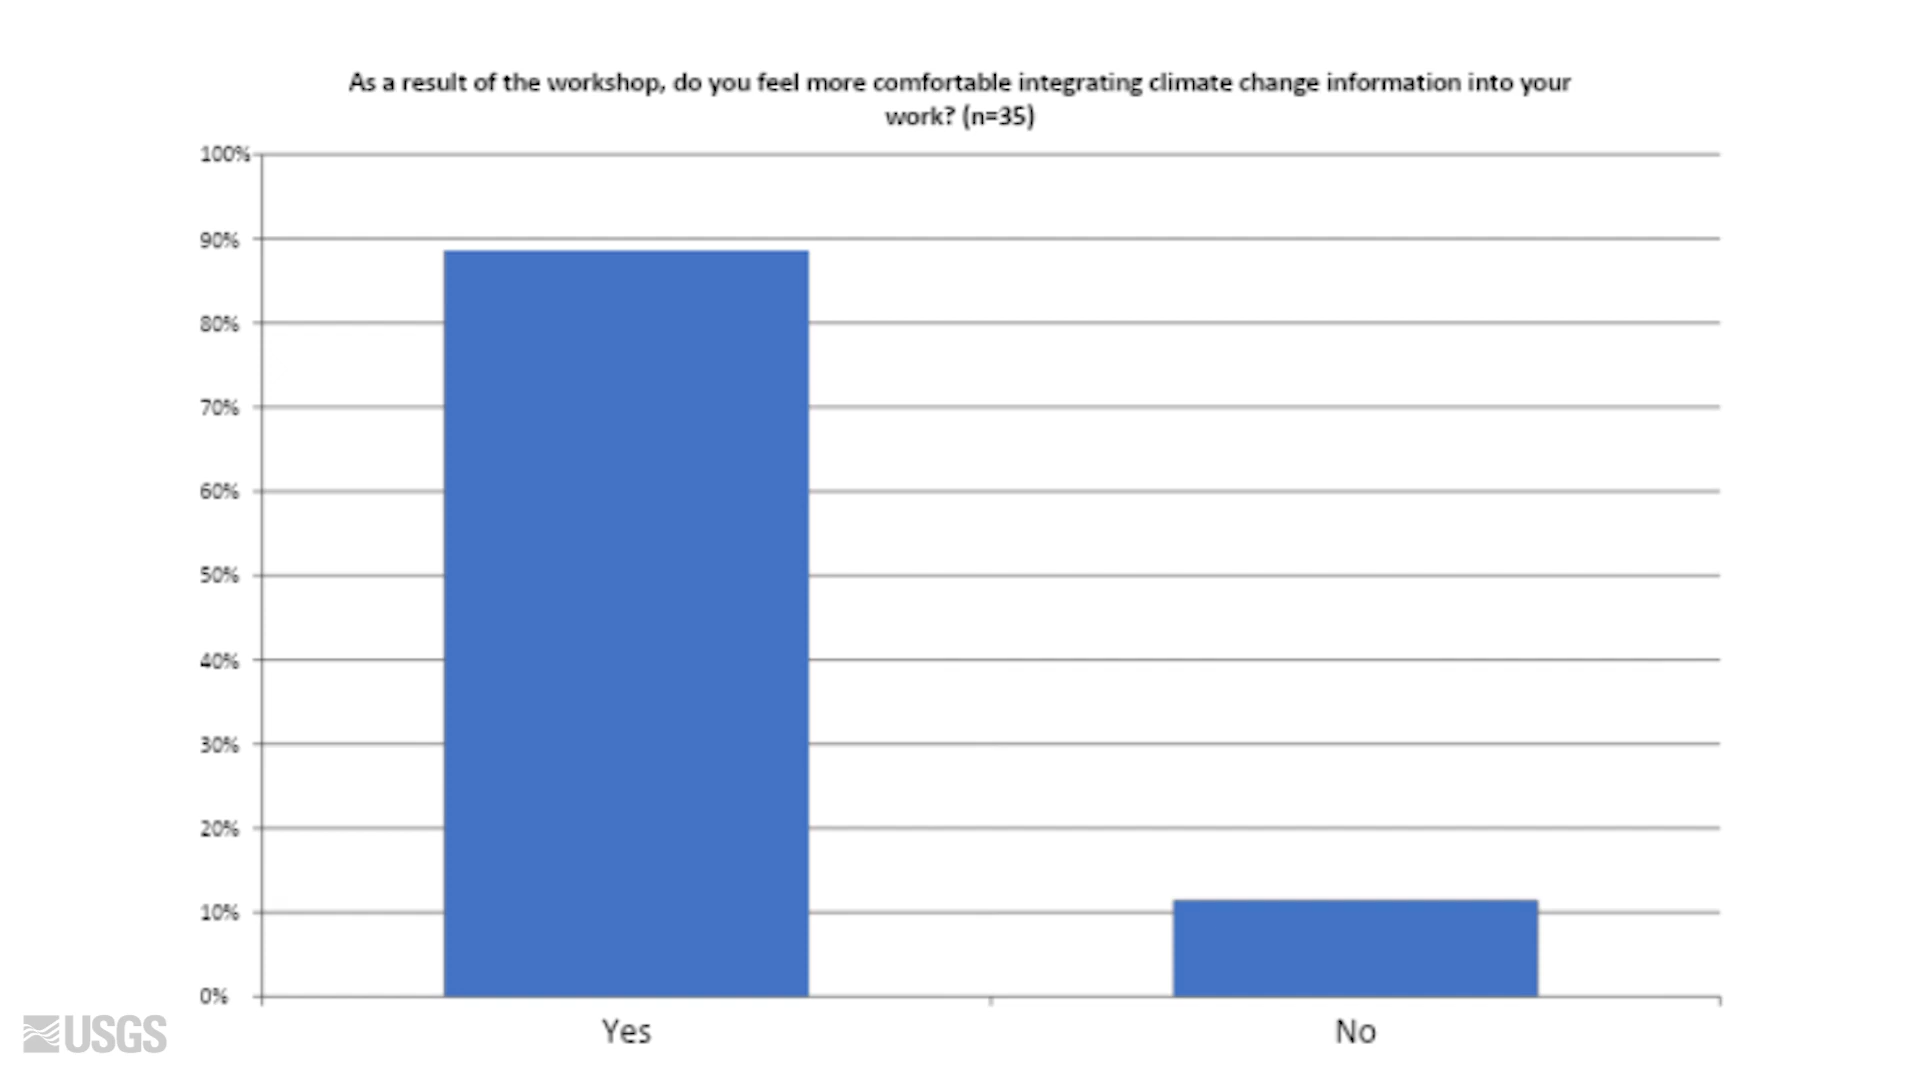 As a result of the workshop, do you feel more comfortable integrating climate change information into your
work? (n=35)
100%
90%
80%
70%
60%
50%
40%
30%
20%
10%
0%
Yes
No
USGS